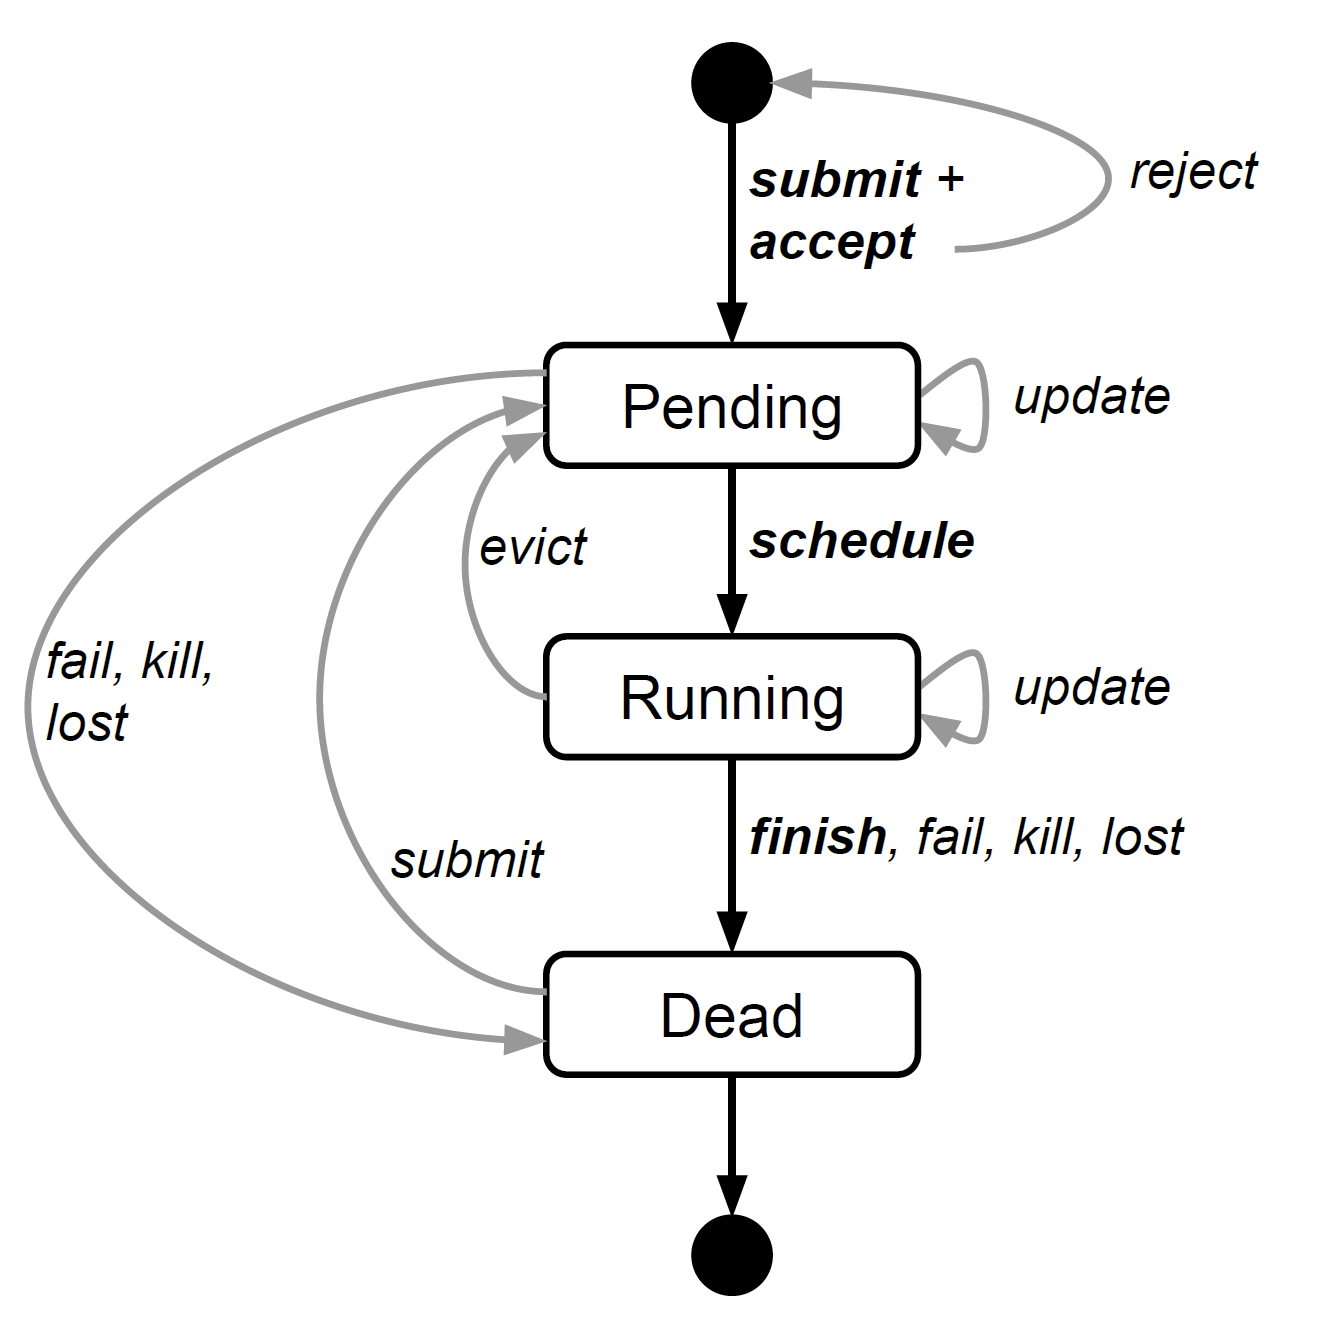 submit +
accept
reject
Pending
update
schedule
evict
fail, kill,
lost
Running
update
finish, fail, kill, lost
submit
Dead